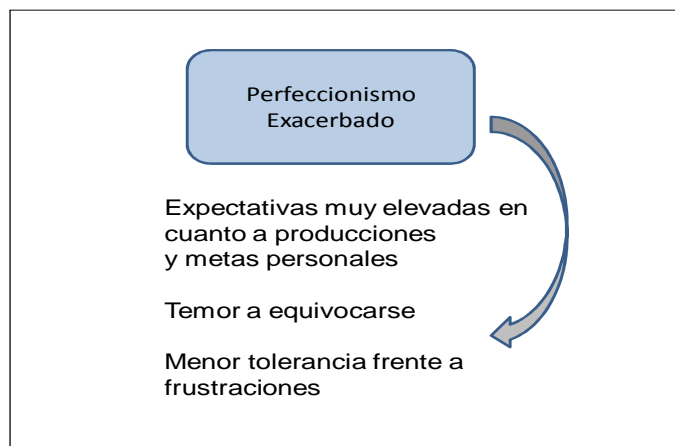 Perfeccionismo
Exacerbado
Expectativas muy elevadas en
cuanto a producciones
y metas personales
Temor a equivocarse
Menor tolerancia frente a
frustraciones